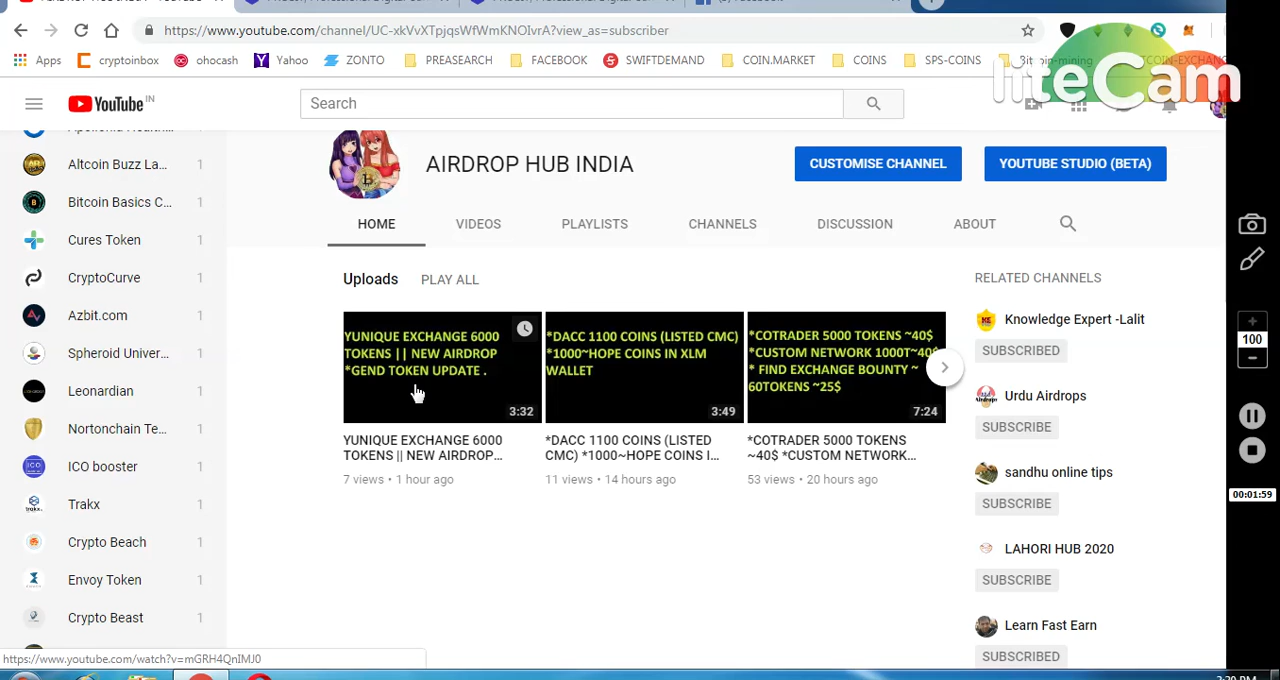 https://www.youtube.com/channel/UC-xkVvXTpjqsWfWmKNOIvrA?view_as=subscriber
Apps cryptoinbox ohocash Yahoo ZONTO PREASEARCH FACEBOOK SWIFTDEMAND COIN.MARKET COINS SPS-COINS
liteCam
YouTube IN
Search
AIRDROP HUB INDIA
CUSTOMISE CHANNEL
YOUTUBE STUDIO (BETA)
HOME VIDEOS PLAYLISTS CHANNELS DISCUSSION ABOUT
Altcoin Buzz La... 1
Bitcoin Basics C... 1
Cures Token 1
CryptoCurve 1
Azbit.com 1
Spheroid Univer... 1
Leonardian 1
Nortonchain Te... 1
ICO booster 1
Trakx 1
Crypto Beach 1
Envoy Token 1
Crypto Beast 1
Uploads PLAY ALL
YUNIQUE EXCHANGE 6000
TOKENS || NEW AIRDROP
*GEND TOKEN UPDATE .
3:32
YUNIQUE EXCHANGE 6000
TOKENS || NEW AIRDROP...
7 views • 1 hour ago
*DACC 1100 COINS (LISTED CMC)
*1000~HOPE COINS IN XLM
WALLET
3:49
*DACC 1100 COINS (LISTED
CMC) *1000~HOPE COINS I...
11 views • 14 hours ago
*COTRADER 5000 TOKENS ~40$
*CUSTOM NETWORK 1000T~40$
* FIND EXCHANGE BOUNTY ~
60TOKENS ~25$
7:24
*COTRADER 5000 TOKENS
~40$ *CUSTOM NETWORK...
53 views • 20 hours ago
RELATED CHANNELS
Knowledge Expert -Lalit
SUBSCRIBED
Urdu Airdrops
SUBSCRIBE
sandhu online tips
SUBSCRIBE
LAHORI HUB 2020
SUBSCRIBE
Learn Fast Earn
SUBSCRIBED
100
00:01:59
https://www.youtube.com/watch?v=mGRH4QnIMJ0